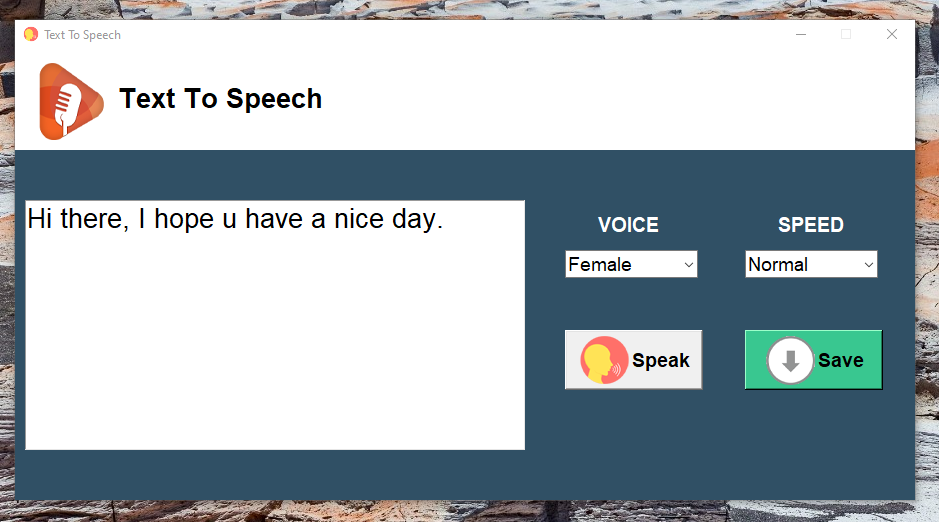 Text To Speech
Text To Speech
Hi there, I hope u have a nice day.
VOICE
SPEED
Female
Normal
Speak
Save